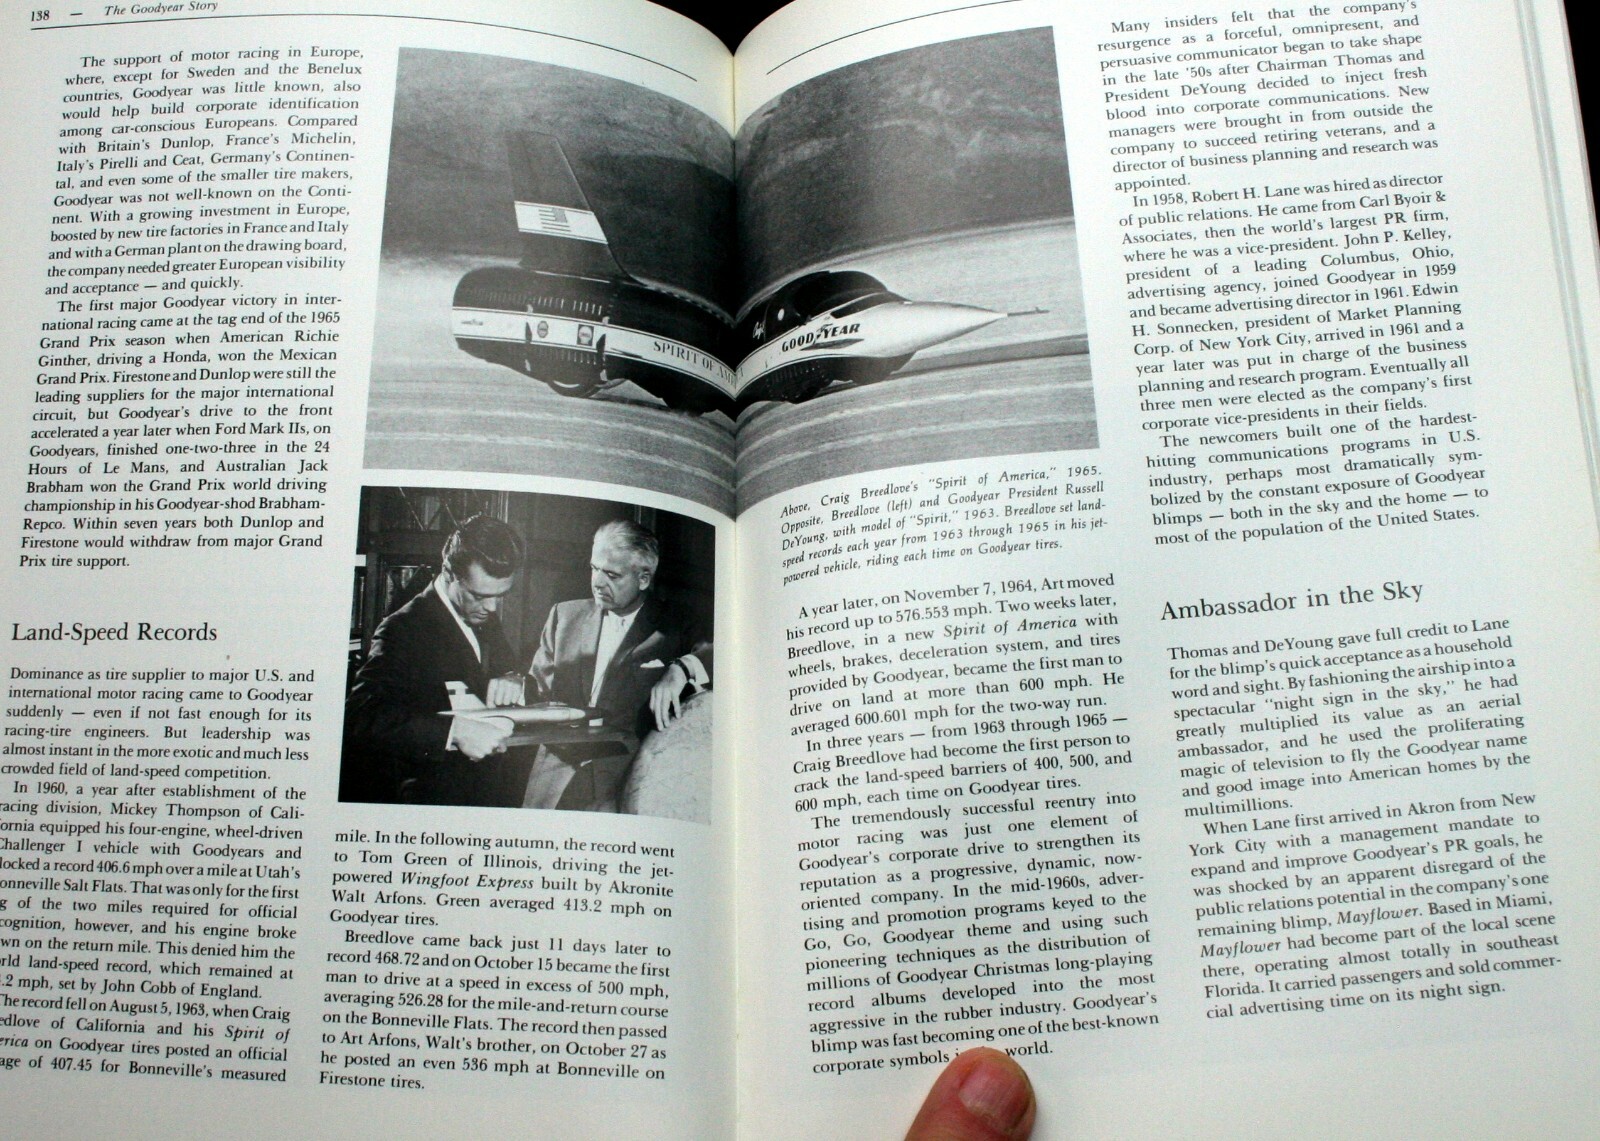 138 — The Goodyear Story
The support of motor racing in Europe,
where, except for Sweden and the Benelux
countries, Goodyear was little known, also
would help build corporate identification
among car-conscious Europeans. Compared
with Britain's Dunlop, France's Michelin,
Italy's Pirelli and Ceat, Germany's Continen-
tal, and even some of the smaller tire makers,
Goodyear was not well-known on the Conti-
nent. With a growing investment in Europe,
boosted by new tire factories in France and Italy
and with a German plant on the drawing board,
the company needed greater European visibility
and acceptance — and quickly.
The first major Goodyear victory in inter-
national racing came at the tag end of the 1965
Grand Prix season when American Richie
Ginther, driving a Honda, won the Mexican
Grand Prix. Firestone and Dunlop were still the
leading suppliers for the major international
circuit, but Goodyear's drive to the front
accelerated a year later when Ford Mark IIs, on
Goodyears, finished one-two-three in the 24
Hours of Le Mans, and Australian Jack
Brabham won the Grand Prix world driving
championship in his Goodyear-shod Brabham-
Repco. Within seven years both Dunlop and
Firestone would withdraw from major Grand
Prix tire support.
Land-Speed Records
Dominance as tire supplier to major U.S. and
international motor racing came to Goodyear
suddenly — even if not fast enough for its
racing-tire engineers. But leadership was
almost instant in the more exotic and much less
crowded field of land-speed competition.
In 1960, a year after establishment of the
racing division, Mickey Thompson of Cali-
fornia equipped his four-engine, wheel-driven
Challenger I vehicle with Goodyears and
locked a record 406.6 mph over a mile at Utah's
onneville Salt Flats. That was only for the first
g of the two miles required for official
cognition, however, and his engine broke
wn on the return mile. This denied him the
rld land-speed record, which remained at
.2 mph, set by John Cobb of England.
The record fell on August 5, 1963, when Craig
edlove of California and his Spirit of
erica on Goodyear tires posted an official
age of 407.45 for Bonneville's measured
SPIRIT OF AM
GOODYEAR
mile. In the following autumn, the record went
to Tom Green of Illinois, driving the jet-
powered Wingfoot Express built by Akronite
Walt Arfons. Green averaged 413.2 mph on
Goodyear tires.
Breedlove came back just 11 days later to
record 468.72 and on October 15 became the first
man to drive at a speed in excess of 500 mph,
averaging 526.28 for the mile-and-return course
on the Bonneville Flats. The record then passed
to Art Arfons, Walt's brother, on October 27 as
he posted an even 536 mph at Bonneville on
Firestone tires.
Above, Craig Breedlove's "Spirit of America," 1965.
Opposite, Breedlove (left) and Goodyear President Russell
DeYoung, with model of "Spirit," 1963. Breedlove set land-
speed records each year from 1963 through 1965 in his jet-
powered vehicle, riding each time on Goodyear tires.
A year later, on November 7, 1964, Art moved
his record up to 576.553 mph. Two weeks later,
Breedlove, in a new Spirit of America with
wheels, brakes, deceleration system, and tires
provided by Goodyear, became the first man to
drive on land at more than 600 mph. He
averaged 600.601 mph for the two-way run.
In three years — from 1963 through 1965 —
Craig Breedlove had become the first person to
crack the land-speed barriers of 400, 500, and
600 mph, each time on Goodyear tires.
The tremendously successful reentry into
motor racing was just one element of
Goodyear's corporate drive to strengthen its
reputation as a progressive, dynamic, now-
oriented company. In the mid-1960s, adver-
tising and promotion programs keyed to the
Go, Go, Goodyear theme and using such
pioneering techniques as the distribution of
millions of Goodyear Christmas long-playing
record albums developed into the most
aggressive in the rubber industry. Goodyear's
blimp was fast becoming one of the best-known
corporate symbols world.
Many insiders felt that the company's
resurgence as a forceful, omnipresent, and
persuasive communicator began to take shape
in the late '50s after Chairman Thomas and
President DeYoung decided to inject fresh
blood into corporate communications. New
managers were brought in from outside the
company to succeed retiring veterans, and a
director of business planning and research was
appointed.
In 1958, Robert H. Lane was hired as director
of public relations. He came from Carl Byoir &
Associates, then the world's largest PR firm,
where he was a vice-president. John P. Kelley,
president of a leading Columbus, Ohio,
advertising agency, joined Goodyear in 1959
and became advertising director in 1961. Edwin
H. Sonnecken, president of Market Planning
Corp. of New York City, arrived in 1961 and a
year later was put in charge of the business
planning and research program. Eventually all
three men were elected as the company's first
corporate vice-presidents in their fields.
The newcomers built one of the hardest-
hitting communications programs in U.S.
industry, perhaps most dramatically sym-
bolized by the constant exposure of Goodyear
blimps — both in the sky and the home — to
most of the population of the United States.
Ambassador in the Sky
Thomas and DeYoung gave full credit to Lane
for the blimp's quick acceptance as a household
word and sight. By fashioning the airship into a
spectacular "night sign in the sky," he had
greatly multiplied its value as an aerial
ambassador, and he used the proliferating
magic of television to fly the Goodyear name
and good image into American homes by the
multimillions.
When Lane first arrived in Akron from New
York City with a management mandate to
expand and improve Goodyear's PR goals, he
was shocked by an apparent disregard of the
public relations potential in the company's one
remaining blimp, Mayflower. Based in Miami,
Mayflower had become part of the local scene
there, operating almost totally in southeast
Florida. It carried passengers and sold commer-
cial advertising time on its night sign.